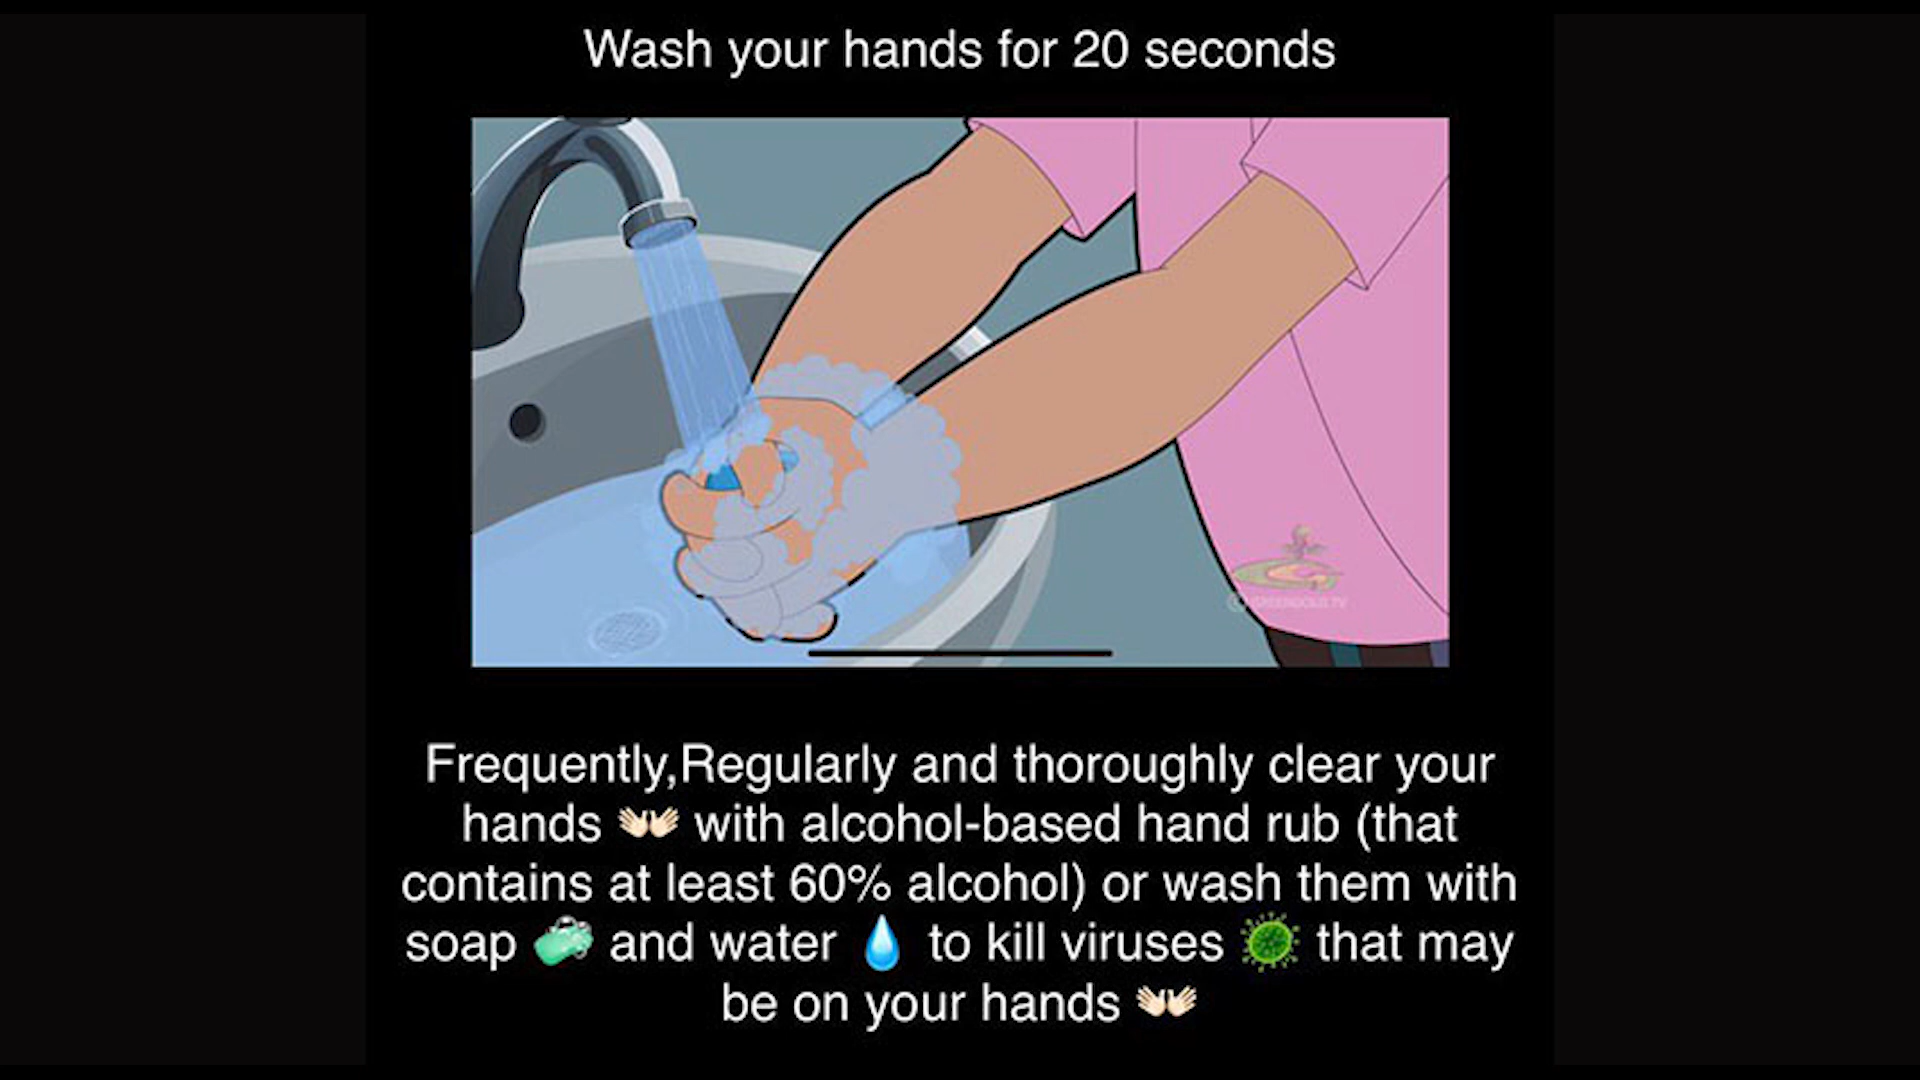 Wash your hands for 20 seconds
Frequently,Regularly and thoroughly clear your
hands 👐🏻 with alcohol-based hand rub (that
contains at least 60% alcohol) or wash them with
soap 🧼 and water 💧 to kill viruses 🦠 that may
be on your hands 👐🏻